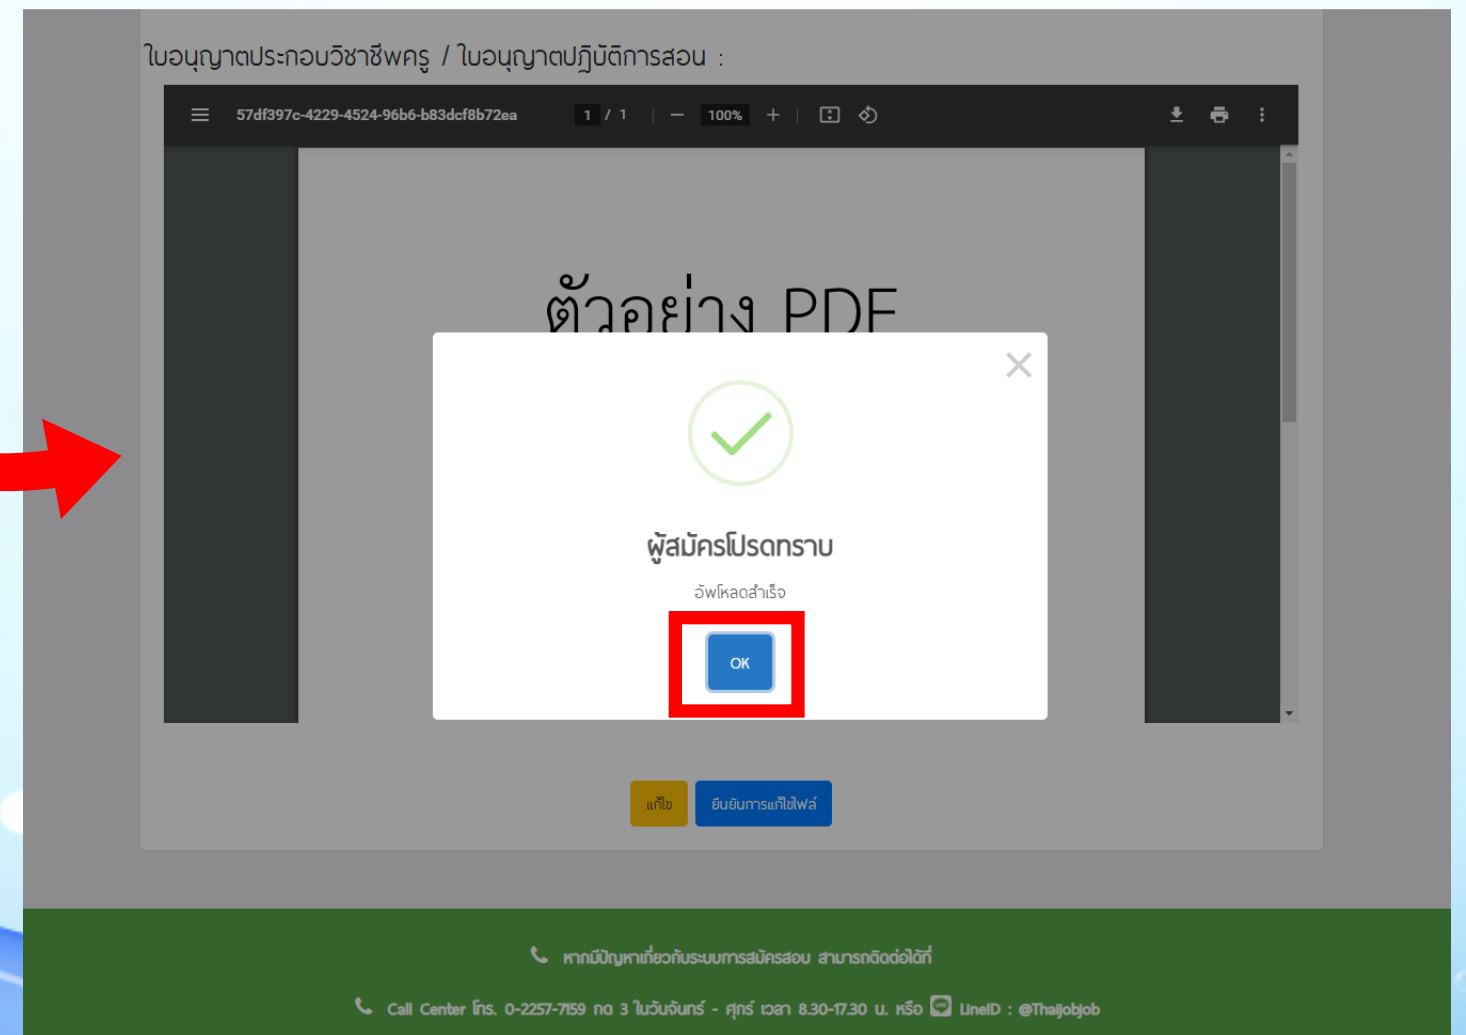 ใบอนุญาตประกอบวิชาชีพครู / ใบอนุญาตปฏิบัติการสอน :
57df397c-4229-4524-96b6-b83dcf8b72ea 1 / 1 100%
ตัวอย่าง PDF
ผู้สมัครโปรดทราบ
อัพโหลดสำเร็จ
OK
แก้ไข ยืนยันการแก้ไขไฟล์
หากมีปัญหาเกี่ยวกับระบบการสมัครสอบ สามารถติดต่อได้ที่
Call Center โทร. 0-2257-7159 กด 3 ในวันจันทร์ - ศุกร์ เวลา 8.30-17.30 น. หรือ LineID : @Thaijobjob